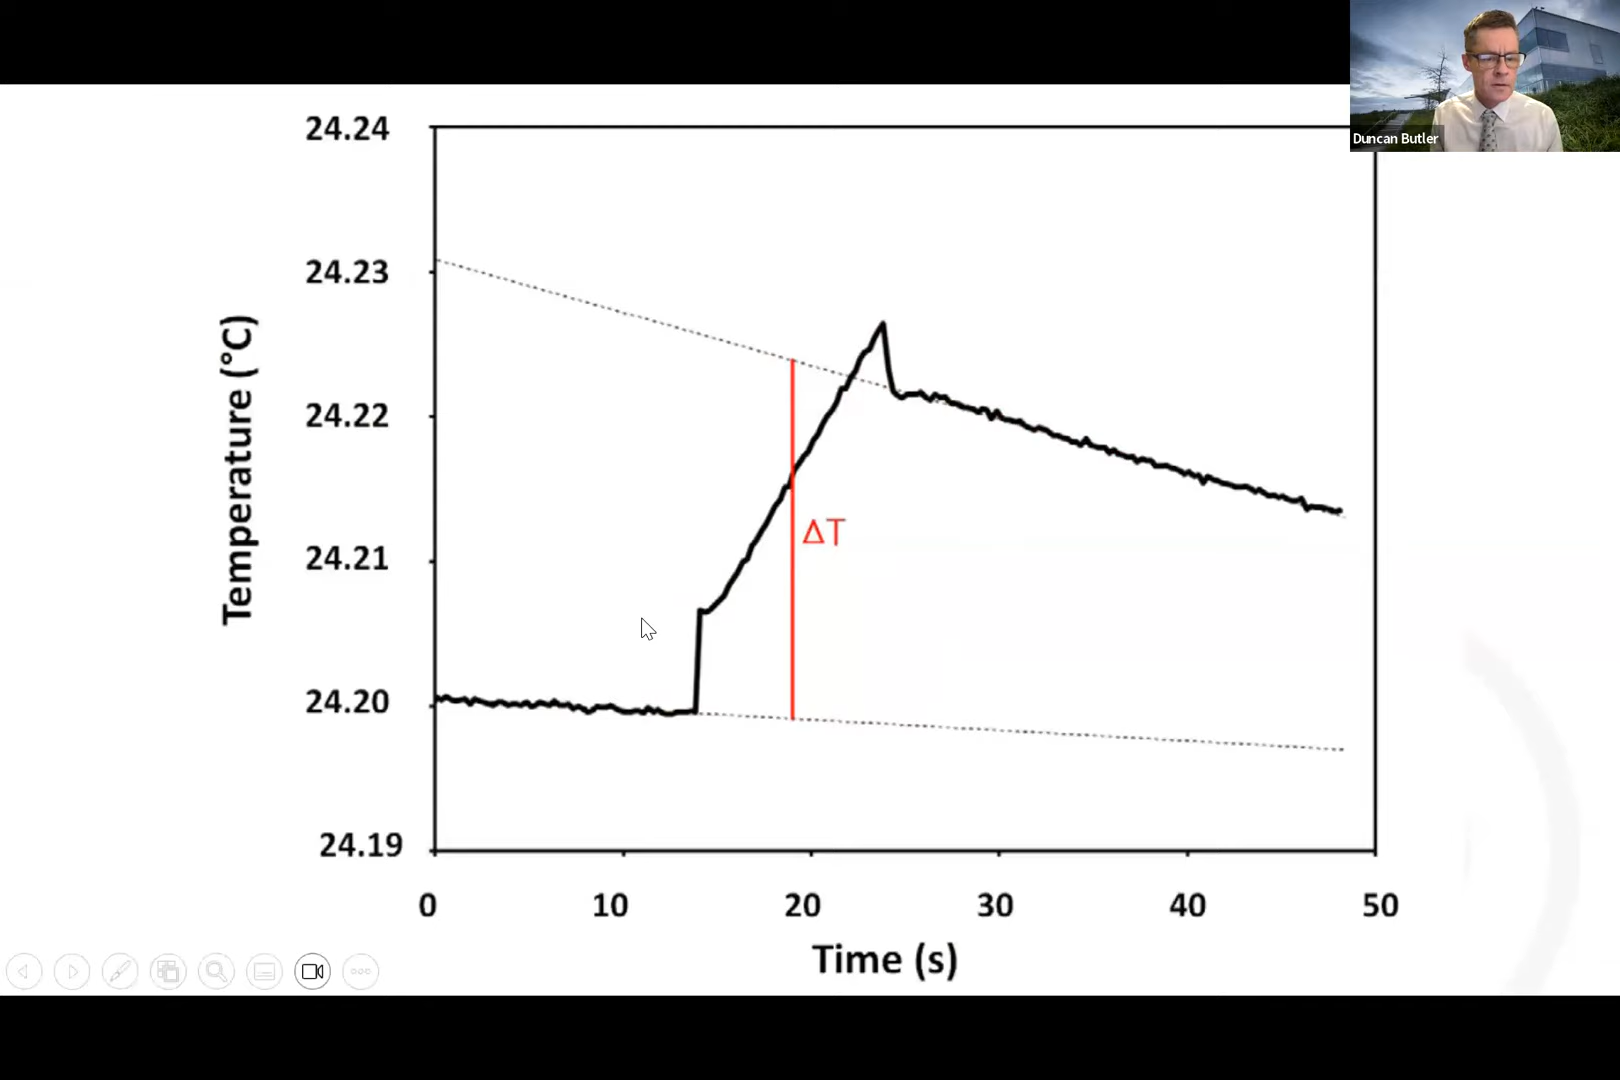 Duncan Butler
24.24
24.23
24.22
24.21
24.20
24.19
Temperature (°C)
ΔT
0 10 20 30 40 50
Time (s)